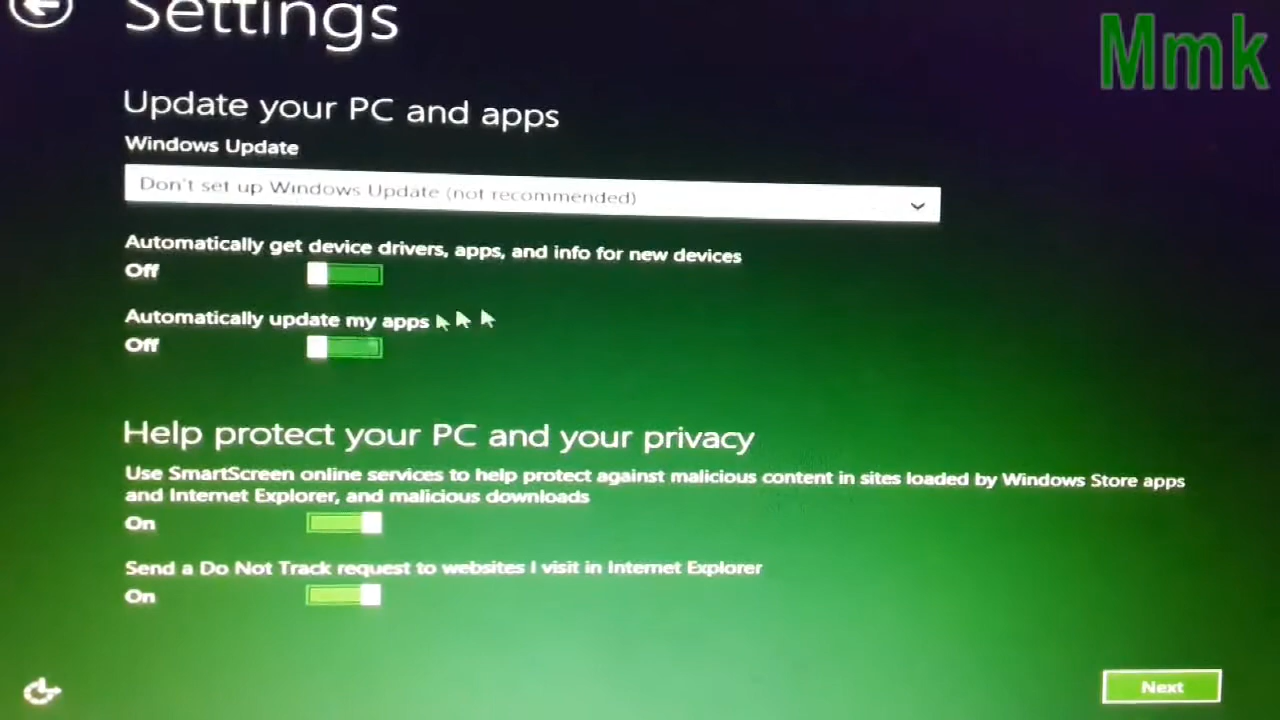 Settings
Mmk
Update your PC and apps
Windows Update
Don't set up Windows Update (not recommended)
Automatically get device drivers, apps, and info for new devices
Off
Automatically update my apps
Off
Help protect your PC and your privacy
Use SmartScreen online services to help protect against malicious content in sites loaded by Windows Store apps
and Internet Explorer, and malicious downloads
On
Send a Do Not Track request to websites I visit in Internet Explorer
On
Next